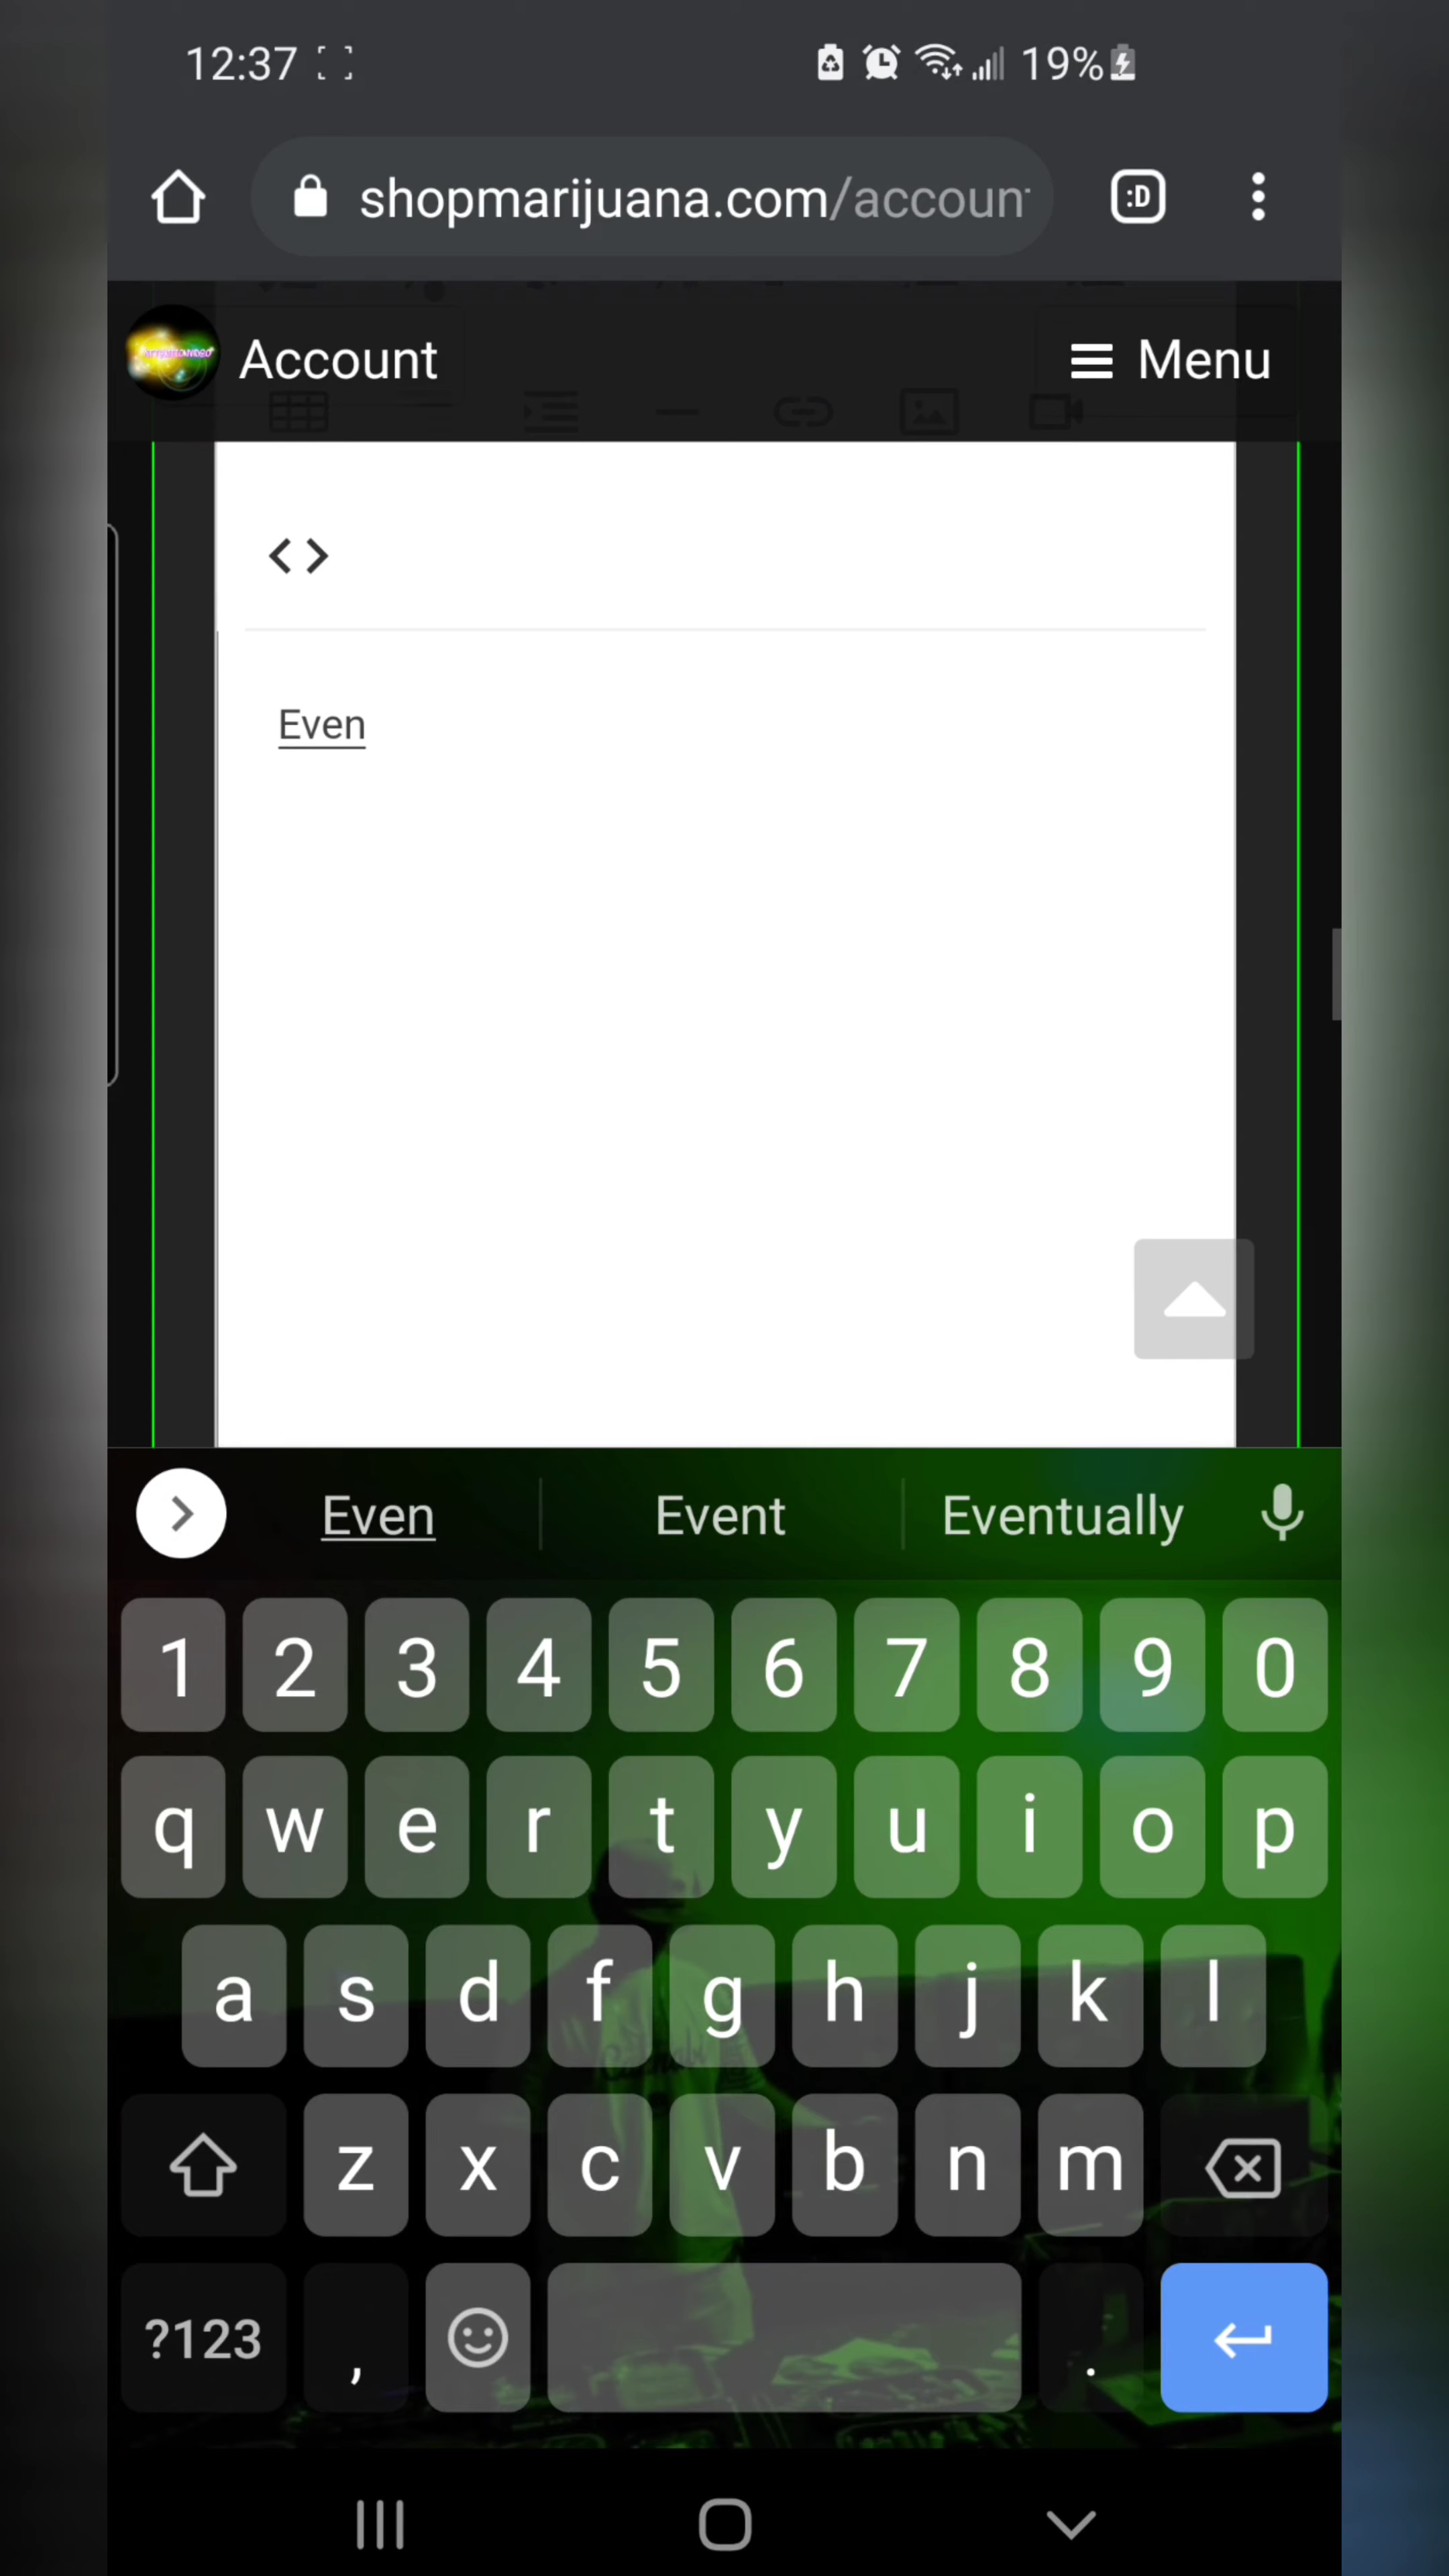 12:37 19%
shopmarijuana.com/accoun
:D
Account Menu
<>
Even
Even Event Eventually
1 2 3 4 5 6 7 8 9 0
q w e r t y u i o p
a s d f g h j k l
z x c v b n m
?123 , .